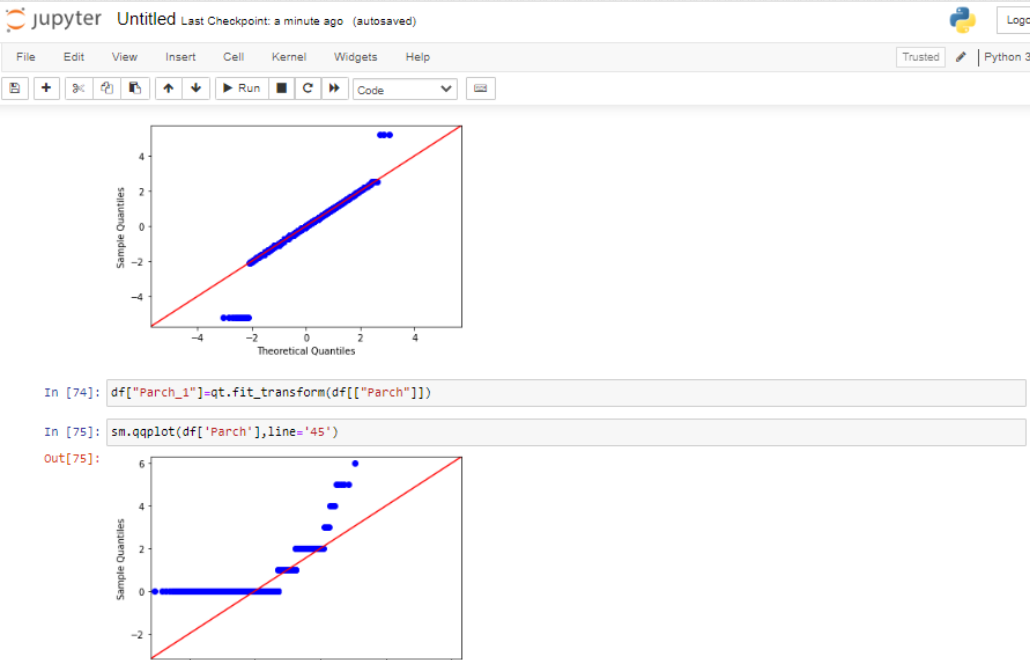 jupyter Untitled Last Checkpoint: a minute ago (autosaved)
File Edit View Insert Cell Kernel Widgets Help Trusted Python 3
Run Code
4
2
0
−2
−4
Sample Quantiles
−4 −2 0 2 4
Theoretical Quantiles
In [74]: df["Parch_1"]=qt.fit_transform(df[["Parch"]])
In [75]: sm.qqplot(df['Parch'],line='45')
Out[75]:
6
4
2
0
−2
Sample Quantiles